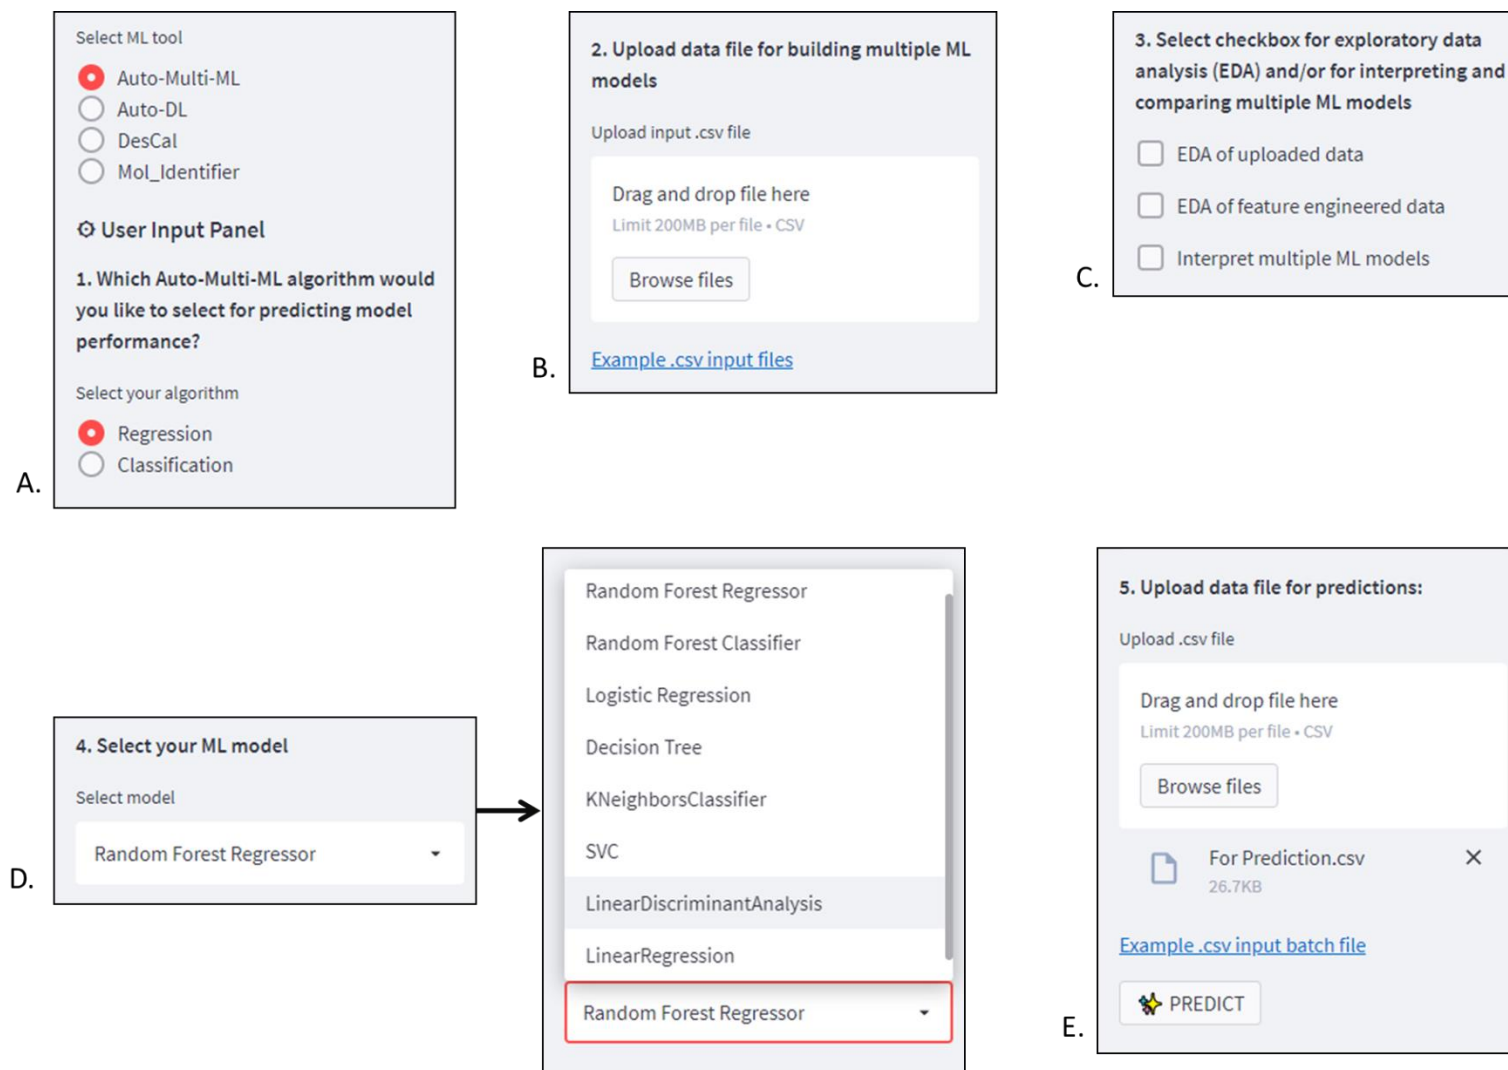 Select ML tool
Auto-Multi-ML
Auto-DL
DesCal
Mol_Identifier
User Input Panel
1. Which Auto-Multi-ML algorithm would
you like to select for predicting model
performance?
Select your algorithm
Regression
Classification
A.
2. Upload data file for building multiple ML
models
Upload input .csv file
Drag and drop file here
Limit 200MB per file • CSV
Browse files
Example .csv input files
B.
3. Select checkbox for exploratory data
analysis (EDA) and/or for interpreting and
comparing multiple ML models
EDA of uploaded data
EDA of feature engineered data
Interpret multiple ML models
C.
4. Select your ML model
Select model
Random Forest Regressor
D.
Random Forest Regressor
Random Forest Classifier
Logistic Regression
Decision Tree
KNeighborsClassifier
SVC
LinearDiscriminantAnalysis
LinearRegression
Random Forest Regressor
5. Upload data file for predictions:
Upload .csv file
Drag and drop file here
Limit 200MB per file • CSV
Browse files
For Prediction.csv
26.7KB
Example .csv input batch file
PREDICT
E.